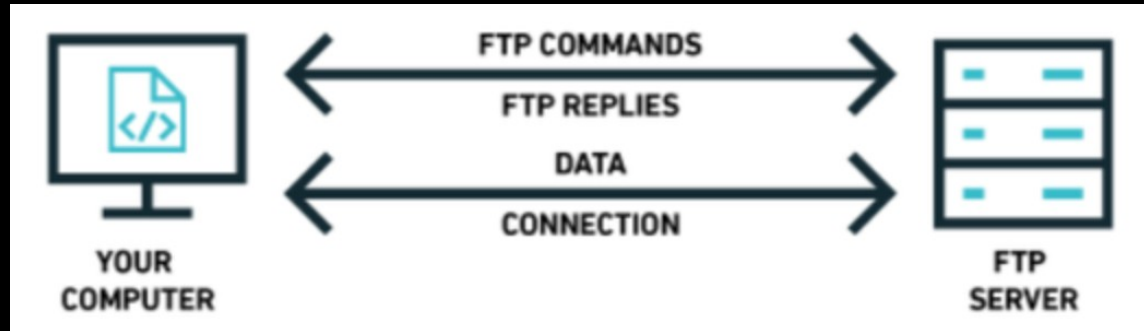 FTP COMMANDS
FTP REPLIES
</>
DATA
CONNECTION
YOUR
COMPUTER
FTP
SERVER